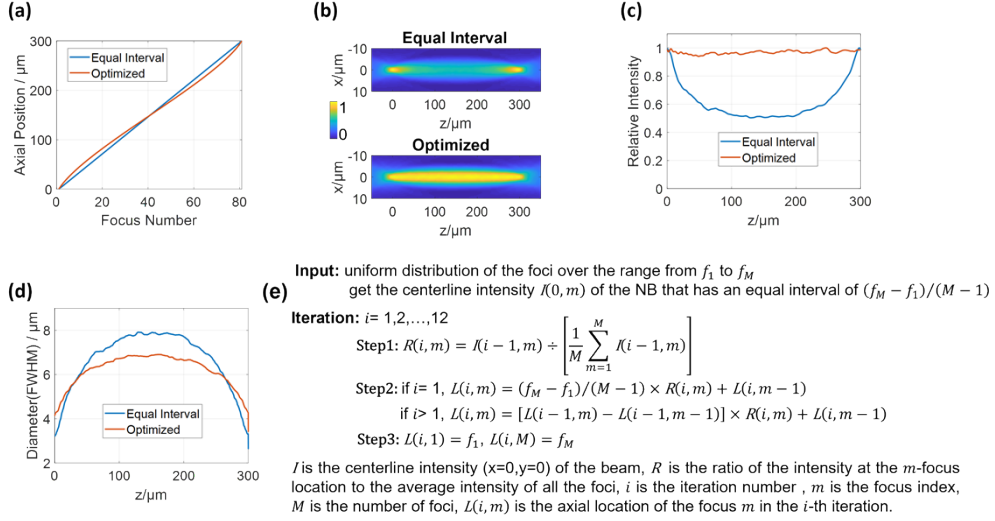 (a)
300
200
100
0
0
20
40
60
80
Axial Position / μm
Focus Number
Equal Interval
Optimized
(b)
Equal Interval
-10
0
10
x/μm
0
100
200
300
z/μm
1
0
Optimized
-10
0
10
x/μm
0
100
200
300
z/μm
(c)
1
0.8
0.6
0.4
0.2
0
0
100
200
300
Relative Intensity
z/μm
Equal Interval
Optimized
(d)
8
6
4
2
0
100
200
300
Diameter(FWHM) / μm
z/μm
Equal Interval
Optimized
(e)
Input: uniform distribution of the foci over the range from f₁ to f_M
get the centerline intensity I(0, m) of the NB that has an equal interval of (f_M − f₁)/(M − 1)
Iteration: i= 1,2,…,12
Step1: R(i, m) = I(i − 1, m) ÷ [1/M ∑_{m=1}^{M} I(i − 1, m)]
Step2: if i= 1, L(i, m) = (f_M − f₁)/(M − 1) × R(i, m) + L(i, m − 1)
if i> 1, L(i, m) = [L(i − 1, m) − L(i − 1, m − 1)] × R(i, m) + L(i, m − 1)
Step3: L(i, 1) = f₁, L(i, M) = f_M
I is the centerline intensity (x=0,y=0) of the beam, R is the ratio of the intensity at the m-focus
location to the average intensity of all the foci, i is the iteration number , m is the focus index,
M is the number of foci, L(i, m) is the axial location of the focus m in the i-th iteration.